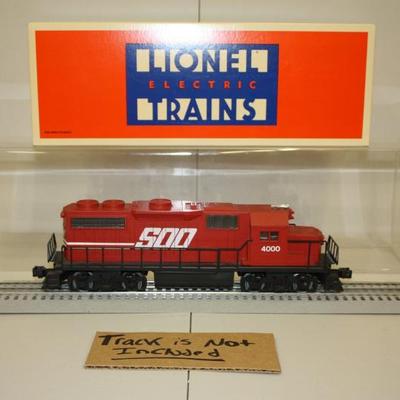 LIONEL
ELECTRIC
TRAINS
SOO
4000
Track is Not
Included